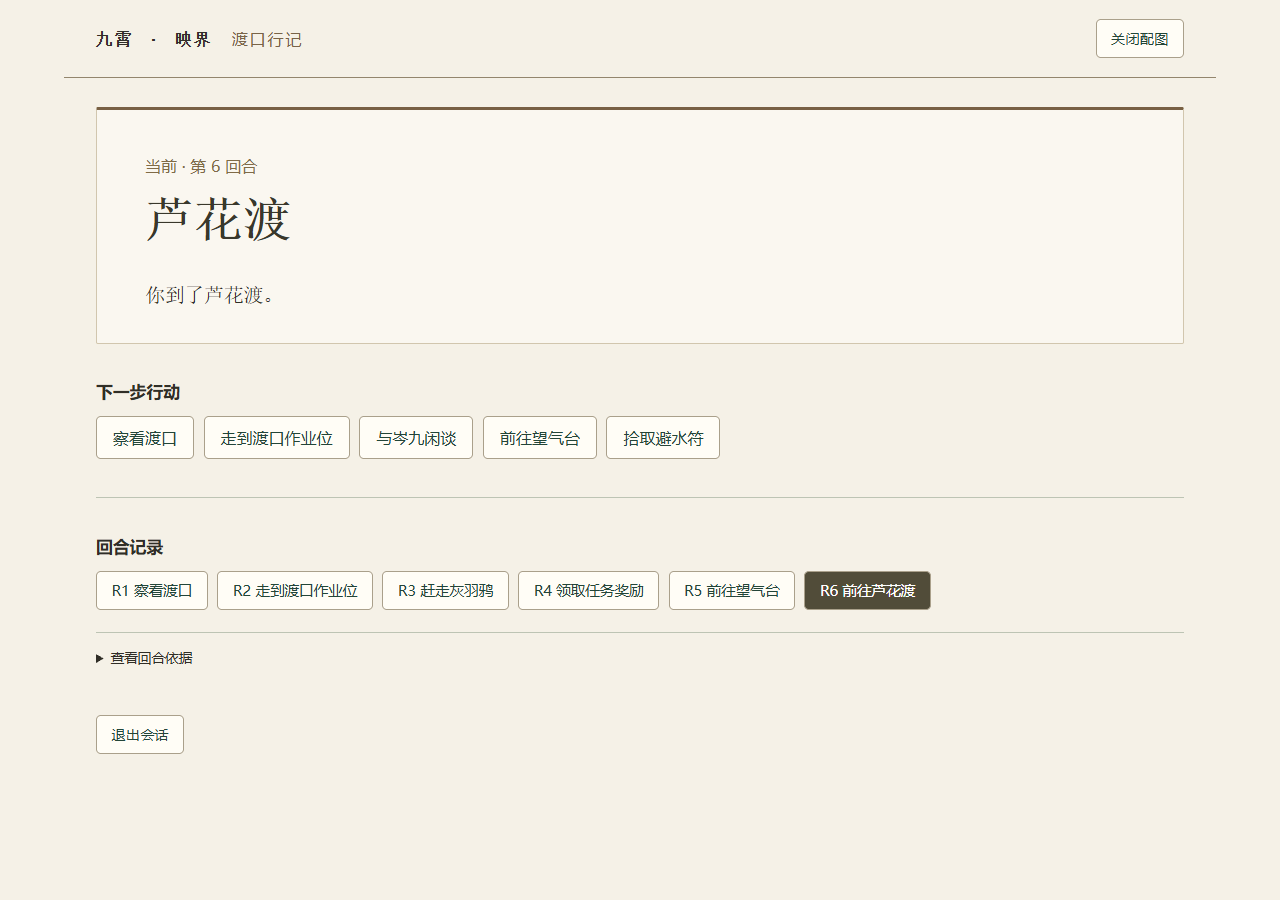 九霄 · 映界 渡口行记
关闭配图
当前 · 第 6 回合
芦花渡
你到了芦花渡。
下一步行动
察看渡口 走到渡口作业位 与岑九闲谈 前往望气台 拾取避水符
回合记录
R1 察看渡口 R2 走到渡口作业位 R3 赶走灰羽鸦 R4 领取任务奖励 R5 前往望气台 R6 前往芦花渡
查看回合依据
退出会话